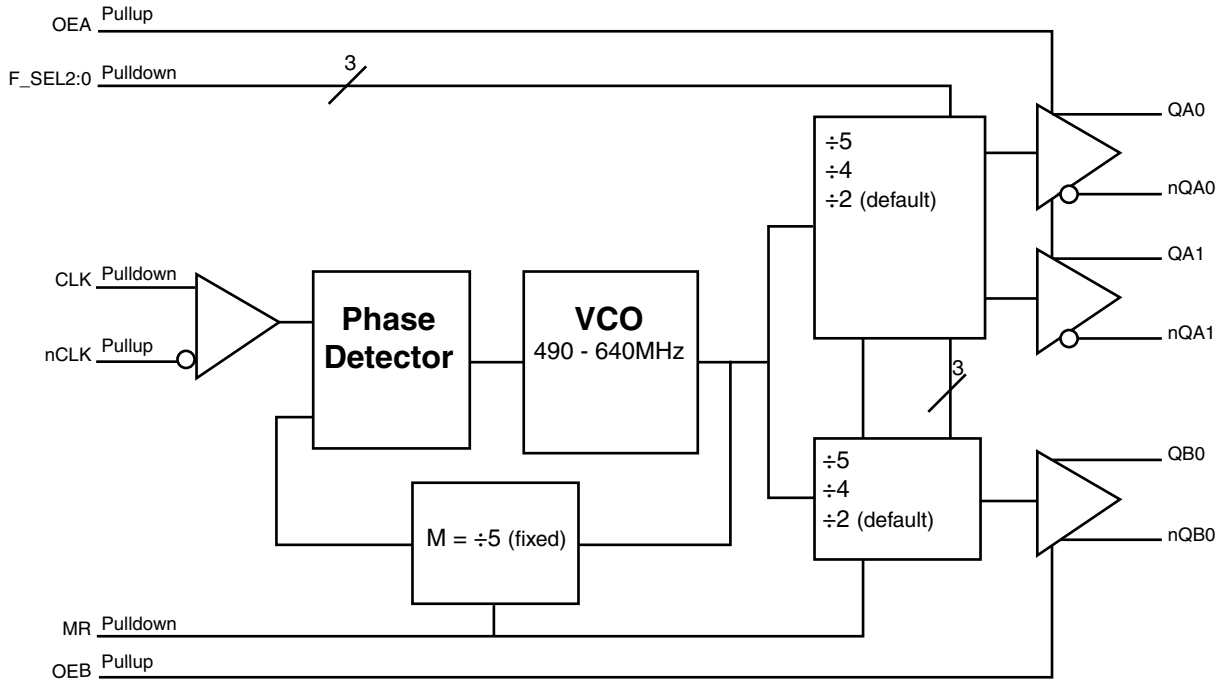 OEA Pullup
F_SEL2:0 Pulldown
3
QA0
÷5
÷4
÷2 (default)
nQA0
QA1
CLK Pulldown
Phase
Detector
VCO
490 - 640MHz
nCLK Pullup
nQA1
3
÷5
÷4
÷2 (default)
QB0
M = ÷5 (fixed)
nQB0
MR Pulldown
OEB Pullup